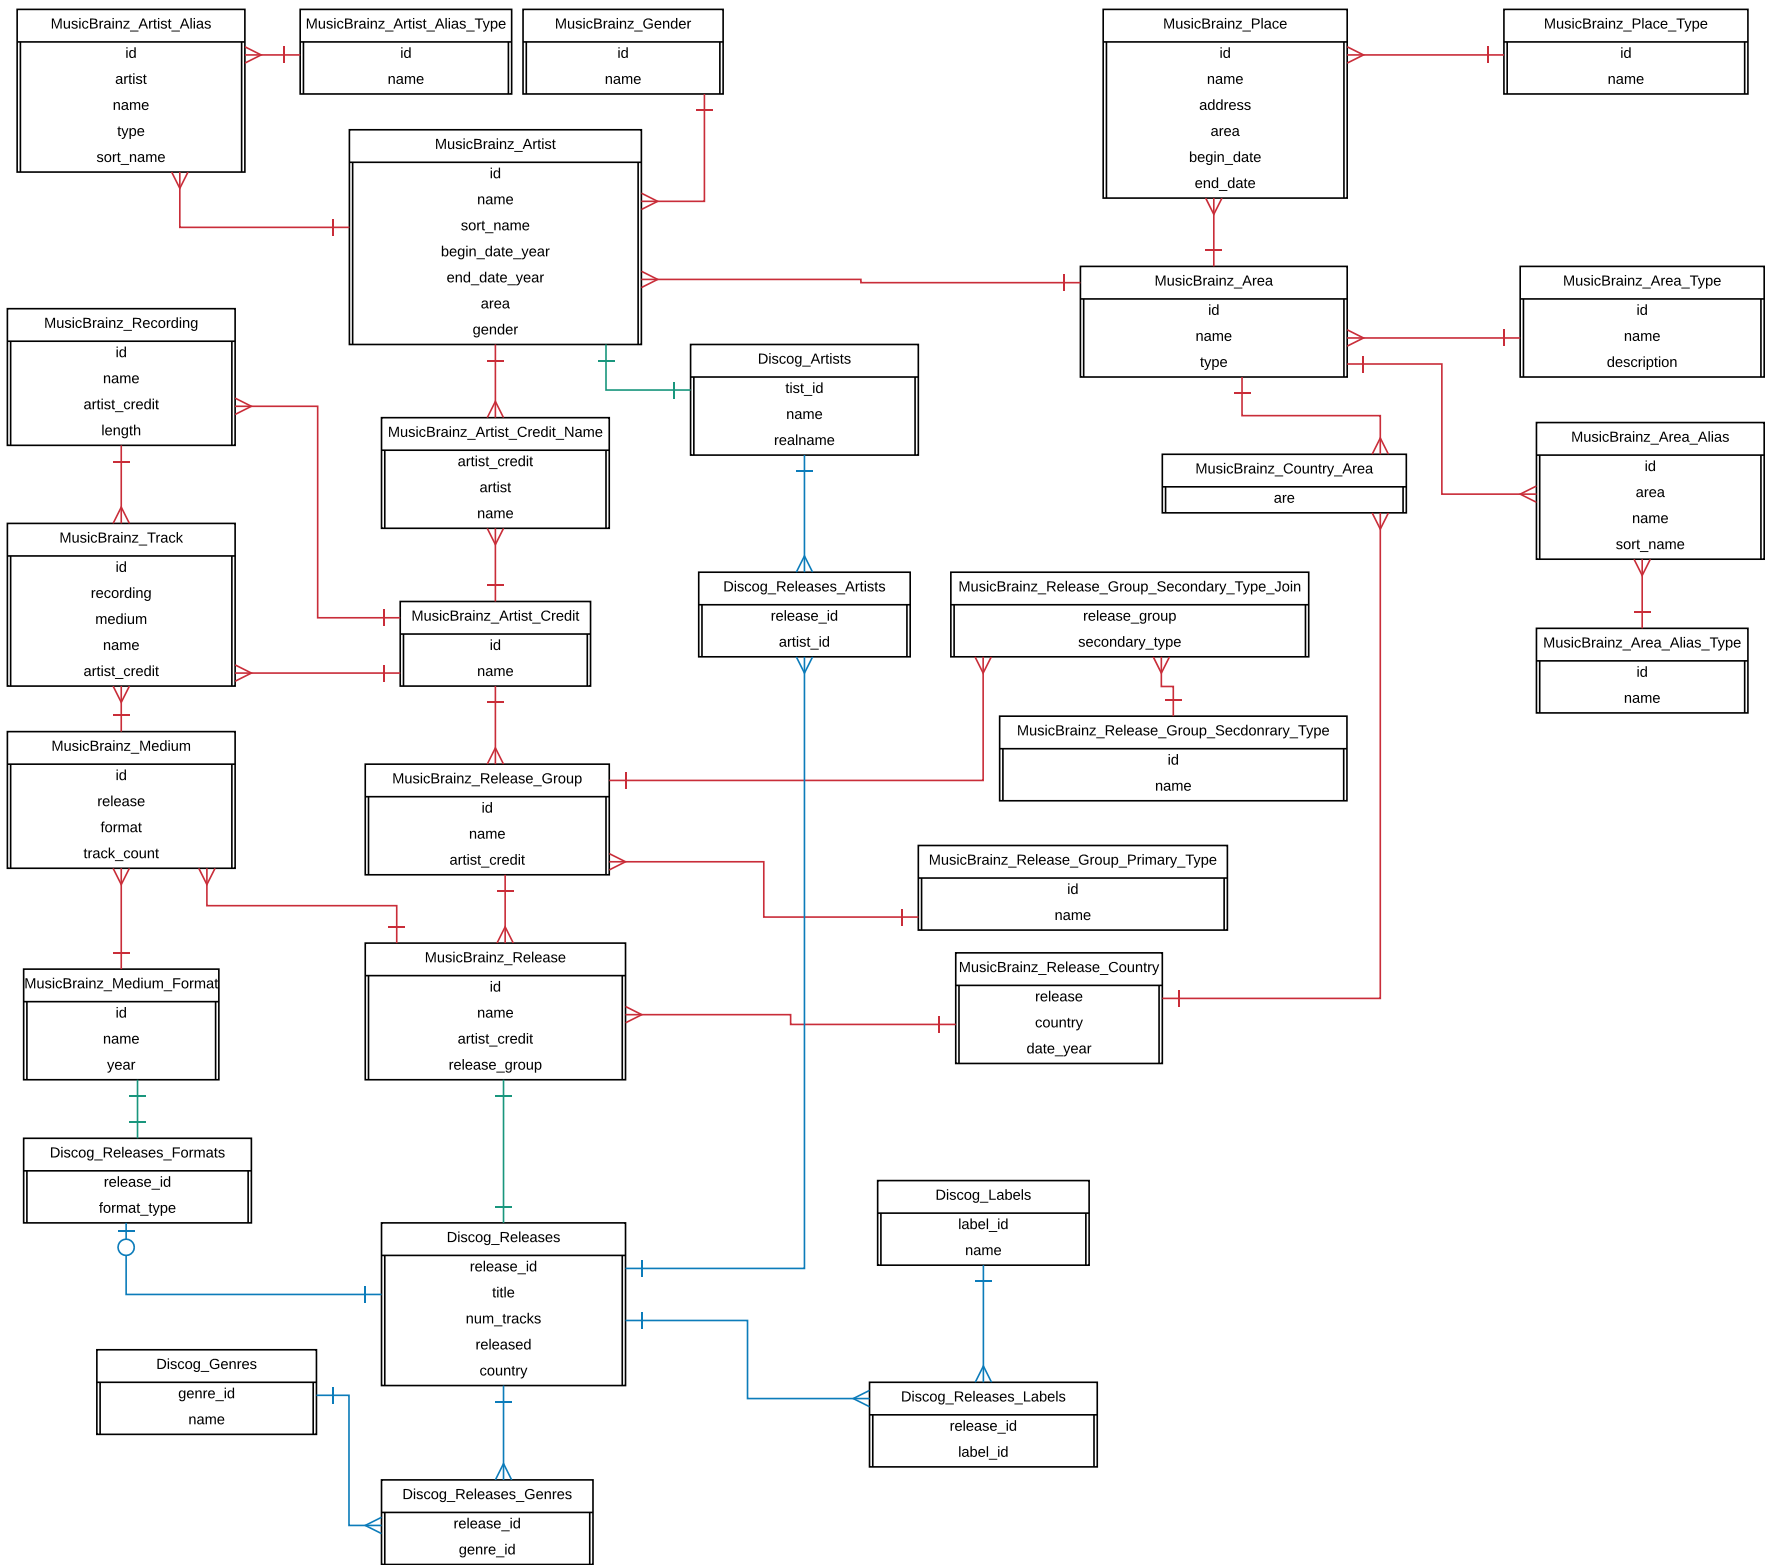 MusicBrainz_Artist_Alias
id
artist
name
type
sort_name
MusicBrainz_Artist_Alias_Type
id
name
MusicBrainz_Gender
id
name
MusicBrainz_Place
id
name
address
area
begin_date
end_date
MusicBrainz_Place_Type
id
name
MusicBrainz_Artist
id
name
sort_name
begin_date_year
end_date_year
area
gender
MusicBrainz_Area
id
name
type
MusicBrainz_Area_Type
id
name
description
MusicBrainz_Recording
id
name
artist_credit
length
Discog_Artists
tist_id
name
realname
MusicBrainz_Artist_Credit_Name
artist_credit
artist
name
MusicBrainz_Country_Area
are
MusicBrainz_Area_Alias
id
area
name
sort_name
MusicBrainz_Track
id
recording
medium
name
artist_credit
MusicBrainz_Artist_Credit
id
name
Discog_Releases_Artists
release_id
artist_id
MusicBrainz_Release_Group_Secondary_Type_Join
release_group
secondary_type
MusicBrainz_Area_Alias_Type
id
name
MusicBrainz_Release_Group_Secdonrary_Type
id
name
MusicBrainz_Medium
id
release
format
track_count
MusicBrainz_Release_Group
id
name
artist_credit
MusicBrainz_Release_Group_Primary_Type
id
name
MusicBrainz_Release
id
name
artist_credit
release_group
MusicBrainz_Release_Country
release
country
date_year
MusicBrainz_Medium_Format
id
name
year
Discog_Releases_Formats
release_id
format_type
Discog_Releases
release_id
title
num_tracks
released
country
Discog_Labels
label_id
name
Discog_Genres
genre_id
name
Discog_Releases_Labels
release_id
label_id
Discog_Releases_Genres
release_id
genre_id